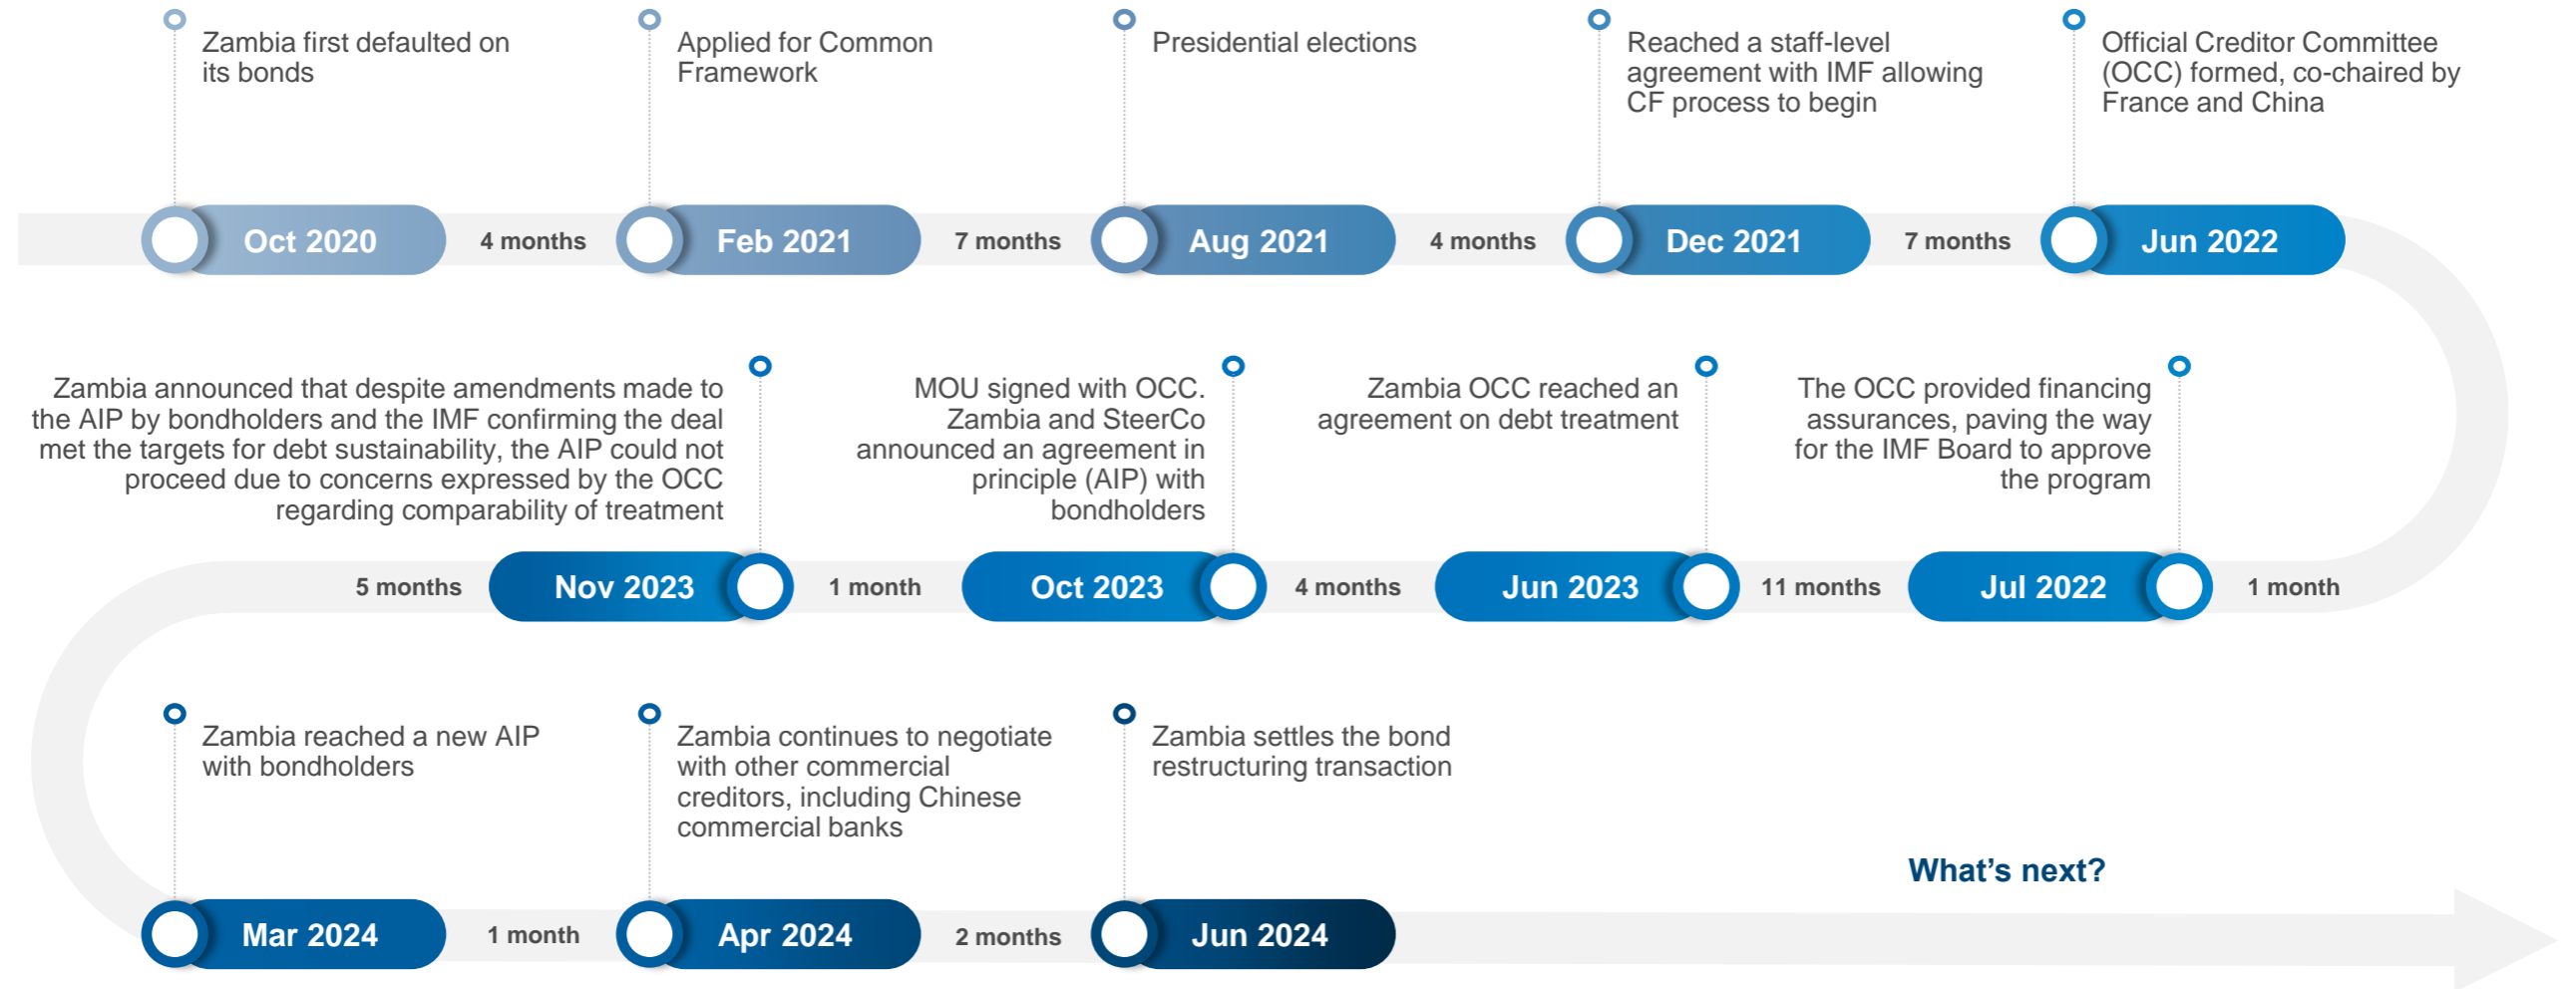 Zambia first defaulted on
its bonds
Applied for Common
Framework
Presidential elections
Reached a staff-level
agreement with IMF allowing
CF process to begin
Official Creditor Committee
(OCC) formed, co-chaired by
France and China
Oct 2020
4 months
Feb 2021
7 months
Aug 2021
4 months
Dec 2021
7 months
Jun 2022
Zambia announced that despite amendments made to
the AIP by bondholders and the IMF confirming the deal
met the targets for debt sustainability, the AIP could not
proceed due to concerns expressed by the OCC
regarding comparability of treatment
MOU signed with OCC.
Zambia and SteerCo
announced an agreement in
principle (AIP) with
bondholders
Zambia OCC reached an
agreement on debt treatment
The OCC provided financing
assurances, paving the way
for the IMF Board to approve
the program
5 months
Nov 2023
1 month
Oct 2023
4 months
Jun 2023
11 months
Jul 2022
1 month
Zambia reached a new AIP
with bondholders
Zambia continues to negotiate
with other commercial
creditors, including Chinese
commercial banks
Zambia settles the bond
restructuring transaction
What's next?
Mar 2024
1 month
Apr 2024
2 months
Jun 2024